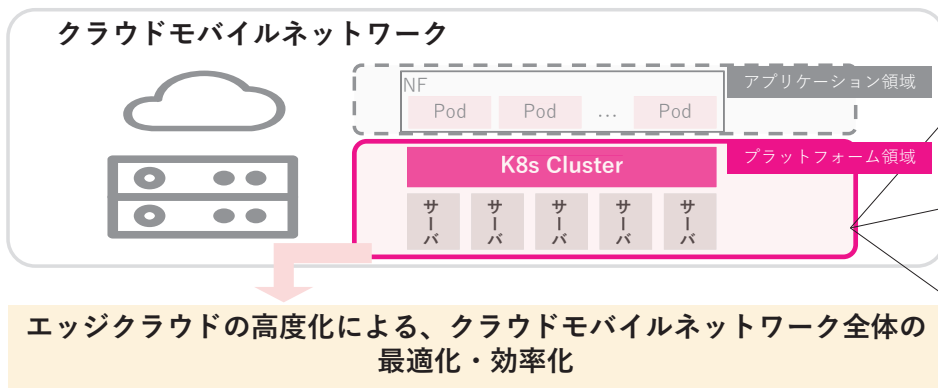 クラウドモバイルネットワーク
NF
アプリケーション領域
Pod Pod … Pod
プラットフォーム領域
K8s Cluster
サーバ サーバ サーバ サーバ サーバ
エッジクラウドの高度化による、クラウドモバイルネットワーク全体の
最適化・効率化